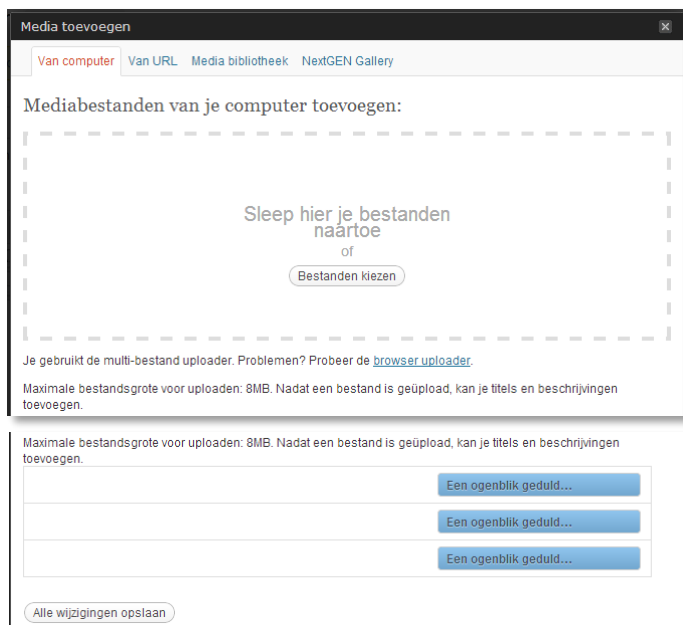 Media toevoegen
Van computer Van URL Media bibliotheek NextGEN Gallery
Mediabestanden van je computer toevoegen:
Sleep hier je bestanden
naartoe
of
Bestanden kiezen
Je gebruikt de multi-bestand uploader. Problemen? Probeer de browser uploader.
Maximale bestandsgrote voor uploaden: 8MB. Nadat een bestand is geüpload, kan je titels en beschrijvingen
toevoegen.
Maximale bestandsgrote voor uploaden: 8MB. Nadat een bestand is geüpload, kan je titels en beschrijvingen
toevoegen.
Een ogenblik geduld...
Een ogenblik geduld...
Een ogenblik geduld...
Alle wijzigingen opslaan